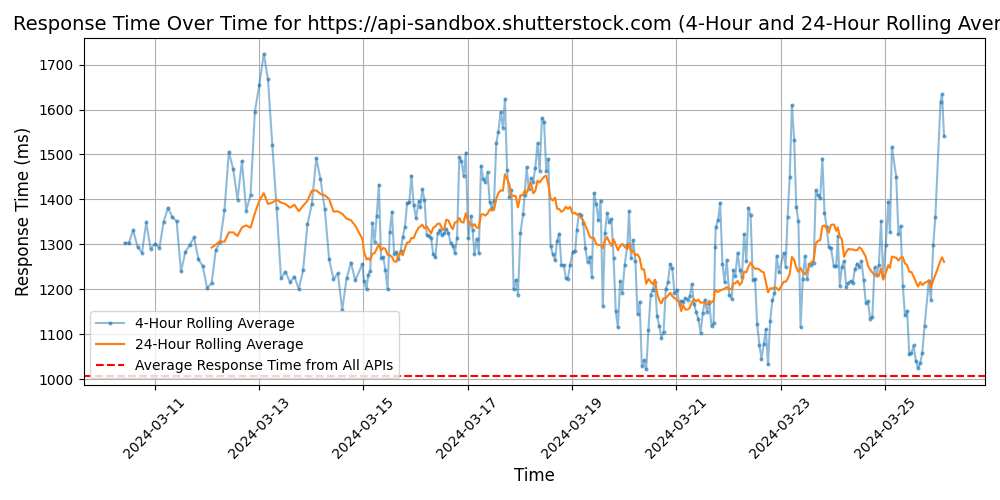 Response Time Over Time for https://api-sandbox.shutterstock.com (4-Hour and 24-Hour Rolling Aver
Response Time (ms)
1700
1600
1500
1400
1300
1200
1100
1000
4-Hour Rolling Average
24-Hour Rolling Average
Average Response Time from All APIs
2024-03-11
2024-03-13
2024-03-15
2024-03-17
2024-03-19
2024-03-21
2024-03-23
2024-03-25
Time